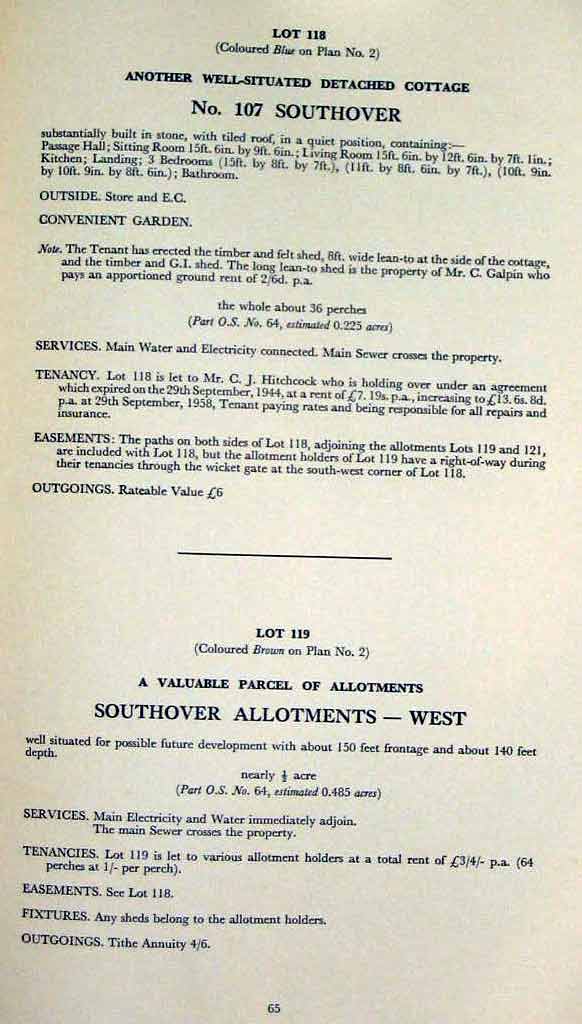 LOT 118
(Coloured Blue on Plan No. 2)
ANOTHER WELL-SITUATED DETACHED COTTAGE
No. 107 SOUTHOVER
substantially built in stone, with tiled roof, in a quiet position, containing:—
Passage Hall; Sitting Room 15ft. 6in. by 9ft. 6in.; Living Room 15ft. 6in. by 12ft. 6in. by 7ft. 1in.;
Kitchen; Landing; 3 Bedrooms (15ft. by 8ft. by 7ft.), (11ft. by 8ft. 6in. by 7ft.), (10ft. 9in.
by 10ft. 9in. by 8ft. 6in.); Bathroom.
OUTSIDE. Store and E.C.
CONVENIENT GARDEN.
Note. The Tenant has erected the timber and felt shed, 8ft. wide lean-to at the side of the cottage,
and the timber and G.I. shed. The long lean-to shed is the property of Mr. C. Galpin who
pays an apportioned ground rent of 2/6d. p.a.
the whole about 36 perches
(Part O.S. No. 64, estimated 0.225 acres)
SERVICES. Main Water and Electricity connected. Main Sewer crosses the property.
TENANCY. Lot 118 is let to Mr. C. J. Hitchcock who is holding over under an agreement
which expired on the 29th September, 1944, at a rent of £7. 19s. p.a., increasing to £13. 6s. 8d.
p.a. at 29th September, 1958, Tenant paying rates and being responsible for all repairs and
insurance.
EASEMENTS: The paths on both sides of Lot 118, adjoining the allotments Lots 119 and 121,
are included with Lot 118, but the allotment holders of Lot 119 have a right-of-way during
their tenancies through the wicket gate at the south-west corner of Lot 118.
OUTGOINGS. Rateable Value £6
LOT 119
(Coloured Brown on Plan No. 2)
A VALUABLE PARCEL OF ALLOTMENTS
SOUTHOVER ALLOTMENTS — WEST
well situated for possible future development with about 150 feet frontage and about 140 feet
depth.
nearly ½ acre
(Part O.S. No. 64, estimated 0.485 acres)
SERVICES. Main Electricity and Water immediately adjoin.
The main Sewer crosses the property.
TENANCIES. Lot 119 is let to various allotment holders at a total rent of £3/4/- p.a. (64
perches at 1/- per perch).
EASEMENTS. See Lot 118.
FIXTURES. Any sheds belong to the allotment holders.
OUTGOINGS. Tithe Annuity 4/6.
65